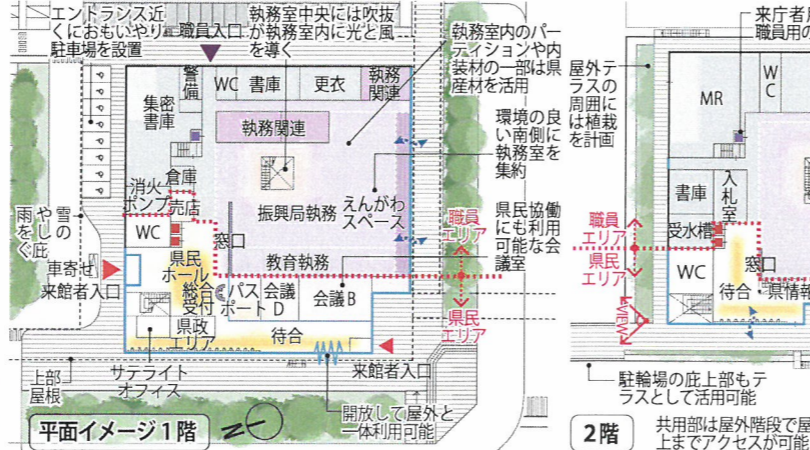 エントランス近
くにおもいやり
駐車場を設置
職員入口
執務室中央には吹抜
が執務室内に光と風
を導く
執務室内のパー
ティションや内
装材の一部は県
産材を活用
環境の良
い南側に
執務室を
集約
県民協働
にも利用
可能な会
議室
警備
WC
書庫
更衣
執務
関連
集密
書庫
執務関連
倉庫
消火
ポンプ
売店
振興局執務
えんがわ
スペース
WC
窓口
教育執務
県民
ホール
総合
受付
パス
ポート
会議
D
会議B
県政
エリア
待合
雪の
やし庇
雨をぐ
車寄せ
来館者入口
職員
エリア
県民
エリア
上部
屋根
サテライト
オフィス
来館者入口
開放して屋外と
一体利用可能
平面イメージ1階
N
屋外テ
ラスの
周囲に
は植栽
を計画
来庁者
職員用の
MR
WC
書庫
入札室
職員
エリア
受水槽
県民
エリア
WC
窓口
待合
県情報
VIEW
駐輪場の庇上部もテ
ラスとして活用可能
2階
共用部は屋外階段で屋
上までアクセスが可能